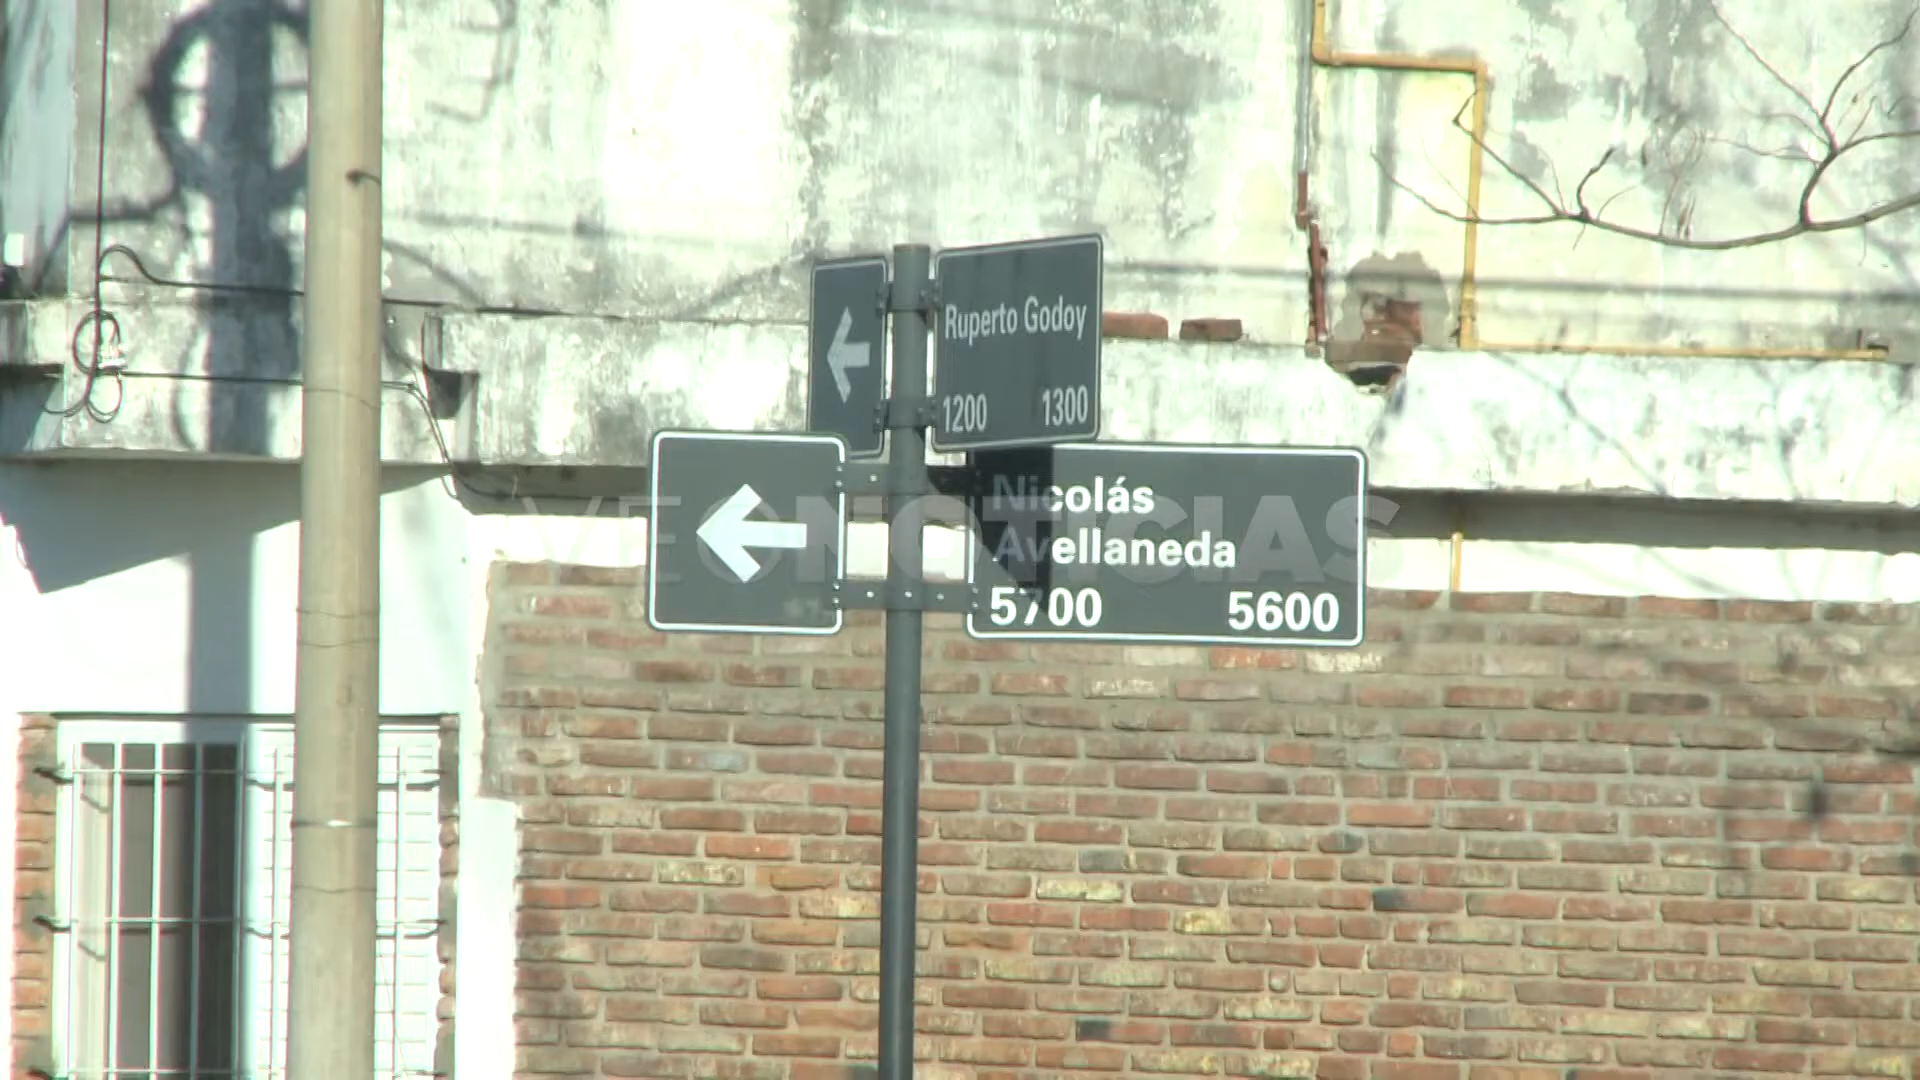 Ruperto Godoy
1200 1300
Nicolás
Avellaneda
5700 5600
VEONOTICIAS